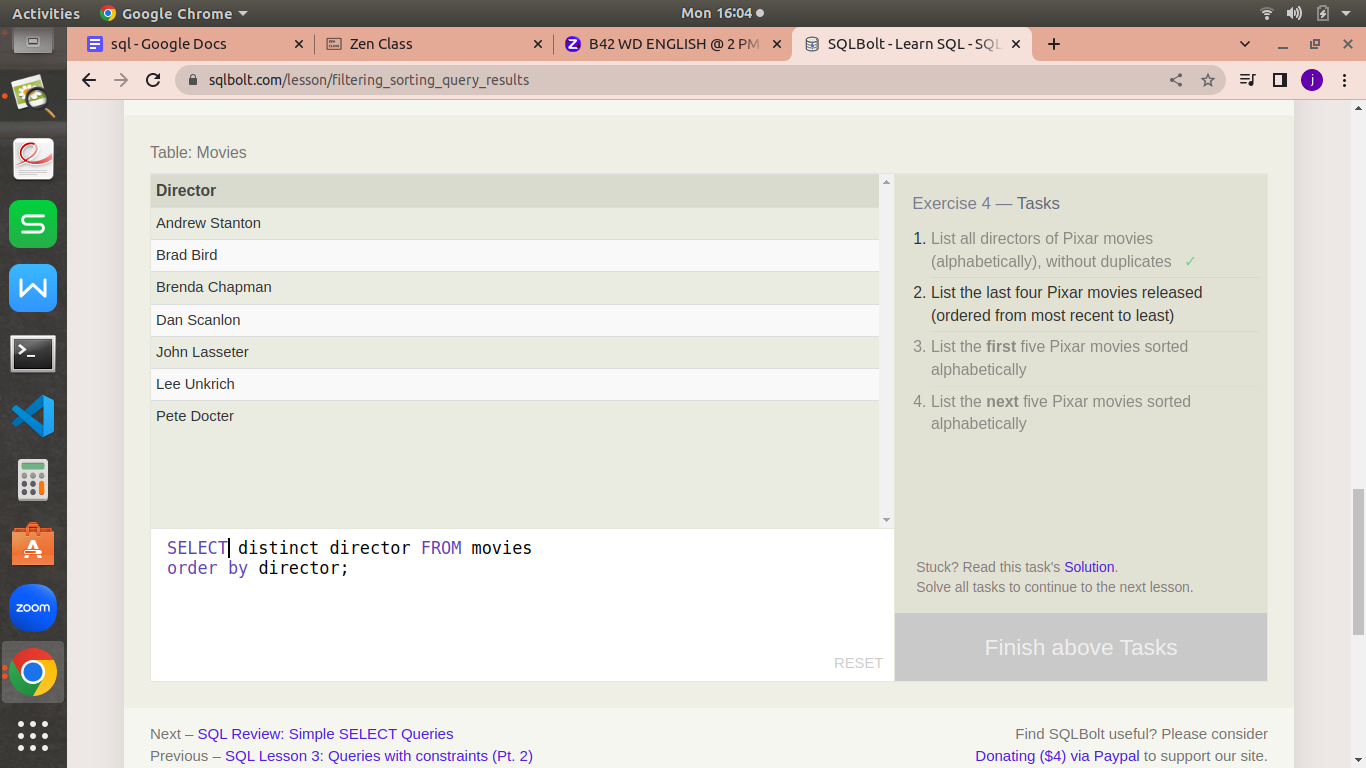 Activities
Google Chrome
Mon 16:04
sql - Google Docs
Zen Class
B42 WD ENGLISH @ 2 PM
SQLBolt - Learn SQL - SQL
sqlbolt.com/lesson/filtering_sorting_query_results
j
Table: Movies
Director
Andrew Stanton
Brad Bird
Brenda Chapman
Dan Scanlon
John Lasseter
Lee Unkrich
Pete Docter
SELECT distinct director FROM movies
order by director;
RESET
Exercise 4 — Tasks
1. List all directors of Pixar movies
(alphabetically), without duplicates ✓
2. List the last four Pixar movies released
(ordered from most recent to least)
3. List the first five Pixar movies sorted
alphabetically
4. List the next five Pixar movies sorted
alphabetically
Stuck? Read this task's Solution.
Solve all tasks to continue to the next lesson.
Finish above Tasks
zoom
Next – SQL Review: Simple SELECT Queries
Previous – SQL Lesson 3: Queries with constraints (Pt. 2)
Find SQLBolt useful? Please consider
Donating ($4) via Paypal to support our site.